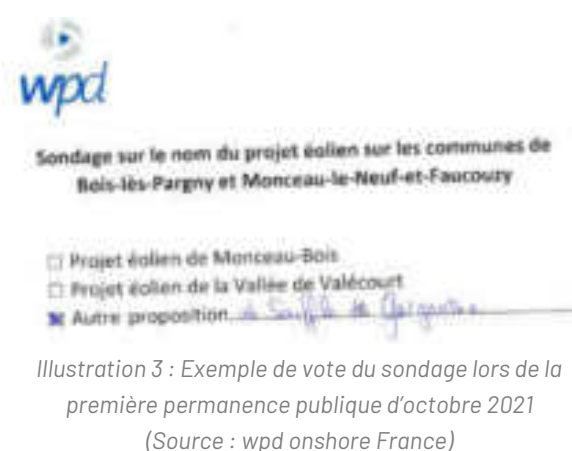 wpd
Sondage sur le nom du projet éolien sur les communes de
Bois-lès-Pargny et Monceau-le-Neuf-et-Faucouzy
Projet éolien de Monceau-Bois
Projet éolien de la Vallée de Valécourt
Autre proposition
Illustration 3 : Exemple de vote du sondage lors de la
première permanence publique d’octobre 2021
(Source : wpd onshore France)